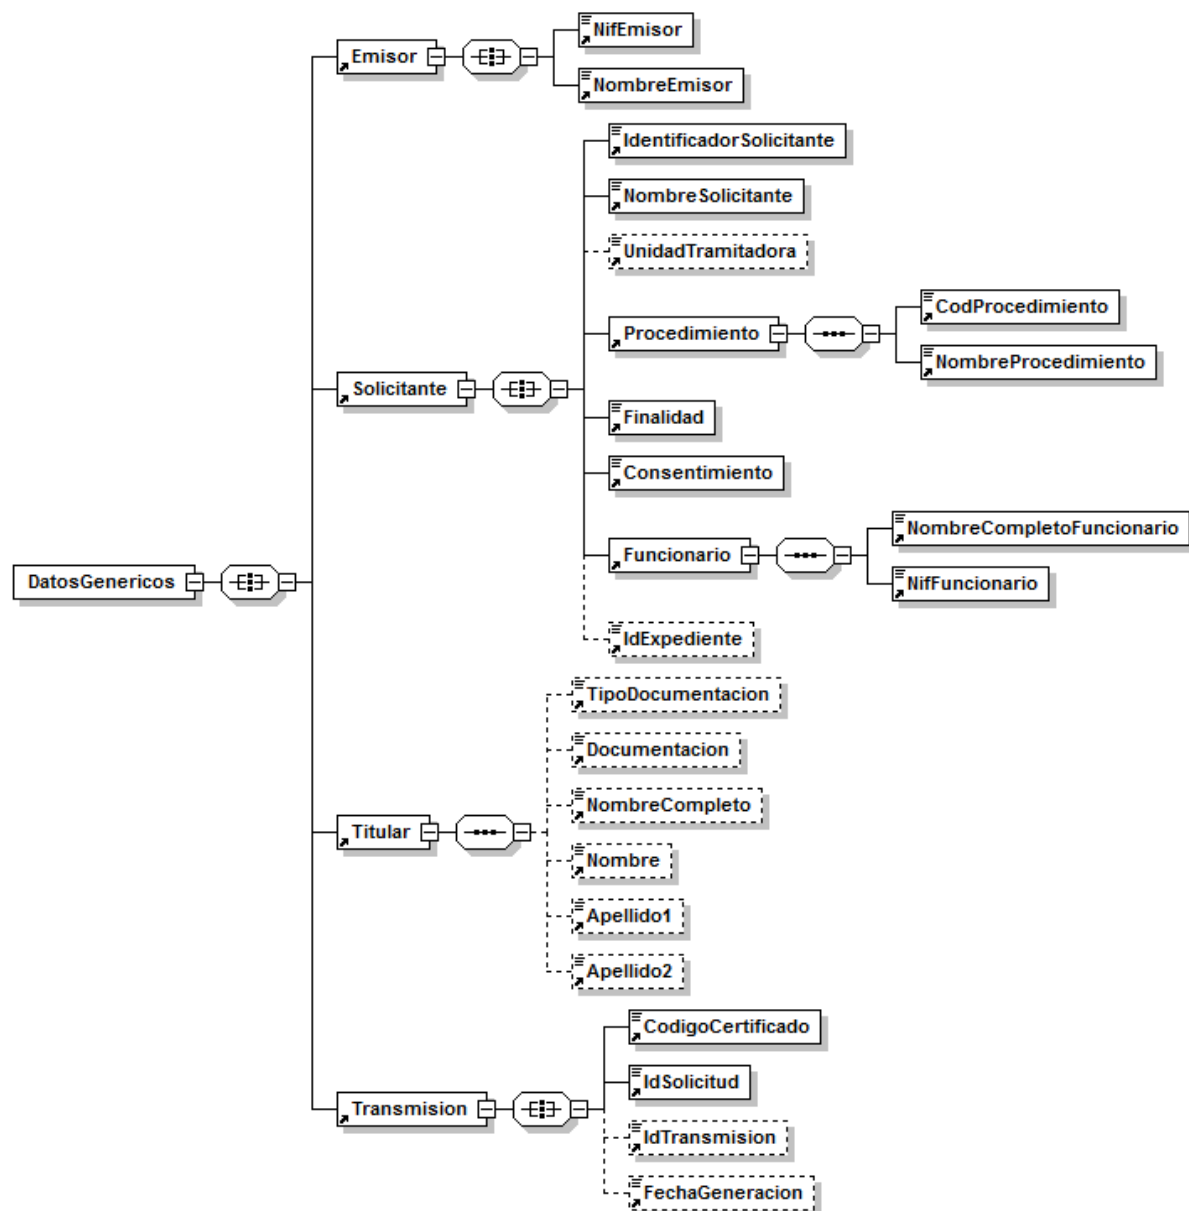 NifEmisor
Emisor
NombreEmisor
IdentificadorSolicitante
NombreSolicitante
UnidadTramitadora
CodProcedimiento
Procedimiento
NombreProcedimiento
Solicitante
Finalidad
Consentimiento
NombreCompletoFuncionario
Funcionario
NifFuncionario
DatosGenericos
IdExpediente
TipoDocumentacion
Documentacion
NombreCompleto
Titular
Nombre
Apellido1
Apellido2
CodigoCertificado
IdSolicitud
Transmision
IdTransmision
FechaGeneracion